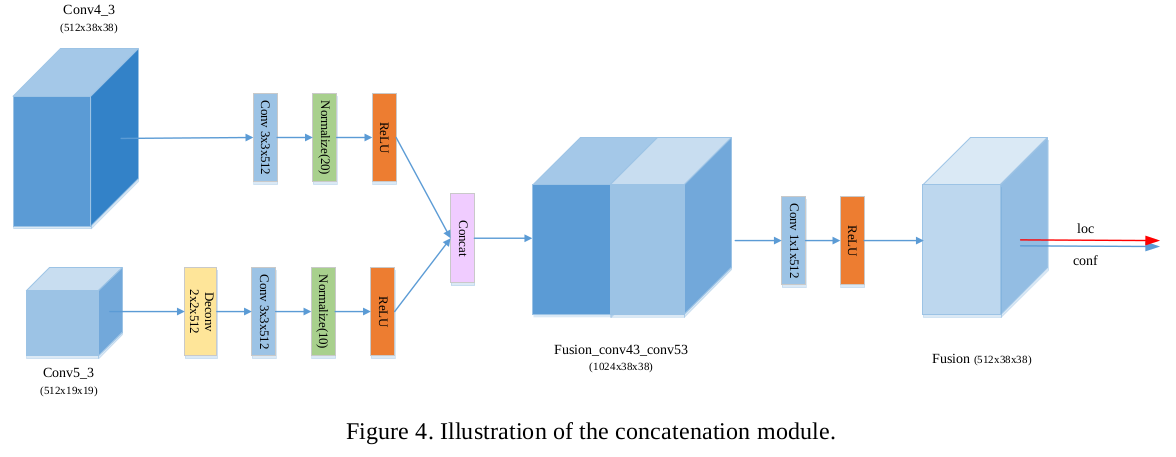 Conv4_3
(512x38x38)
Conv 3x3x512
Normalize(20)
ReLU
Deconv
2x2x512
Conv 3x3x512
Normalize(10)
ReLU
Conv5_3
(512x19x19)
Concat
Fusion_conv43_conv53
(1024x38x38)
Conv 1x1x512
ReLU
Fusion (512x38x38)
loc
conf
Figure 4. Illustration of the concatenation module.